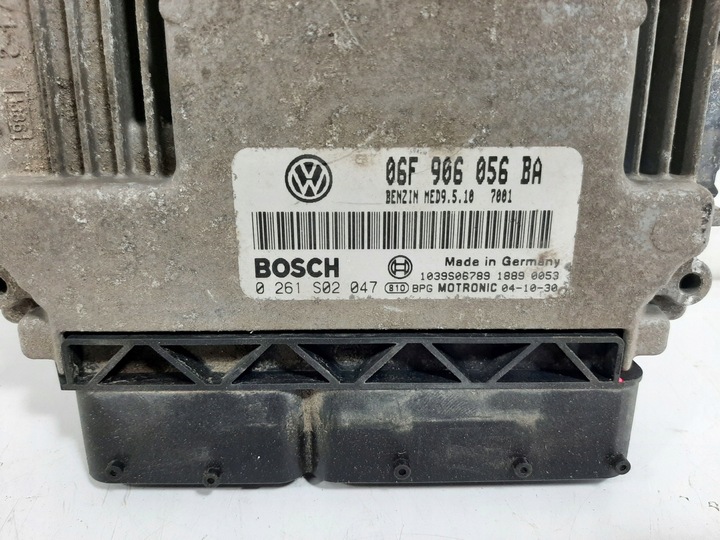 06F 906 056 BA
BENZIN MED9.5.10 7001
BOSCH
Made in Germany
1039S06789 1889 0053
0 261 S02 047 810 BPG MOTRONIC 04-10-30